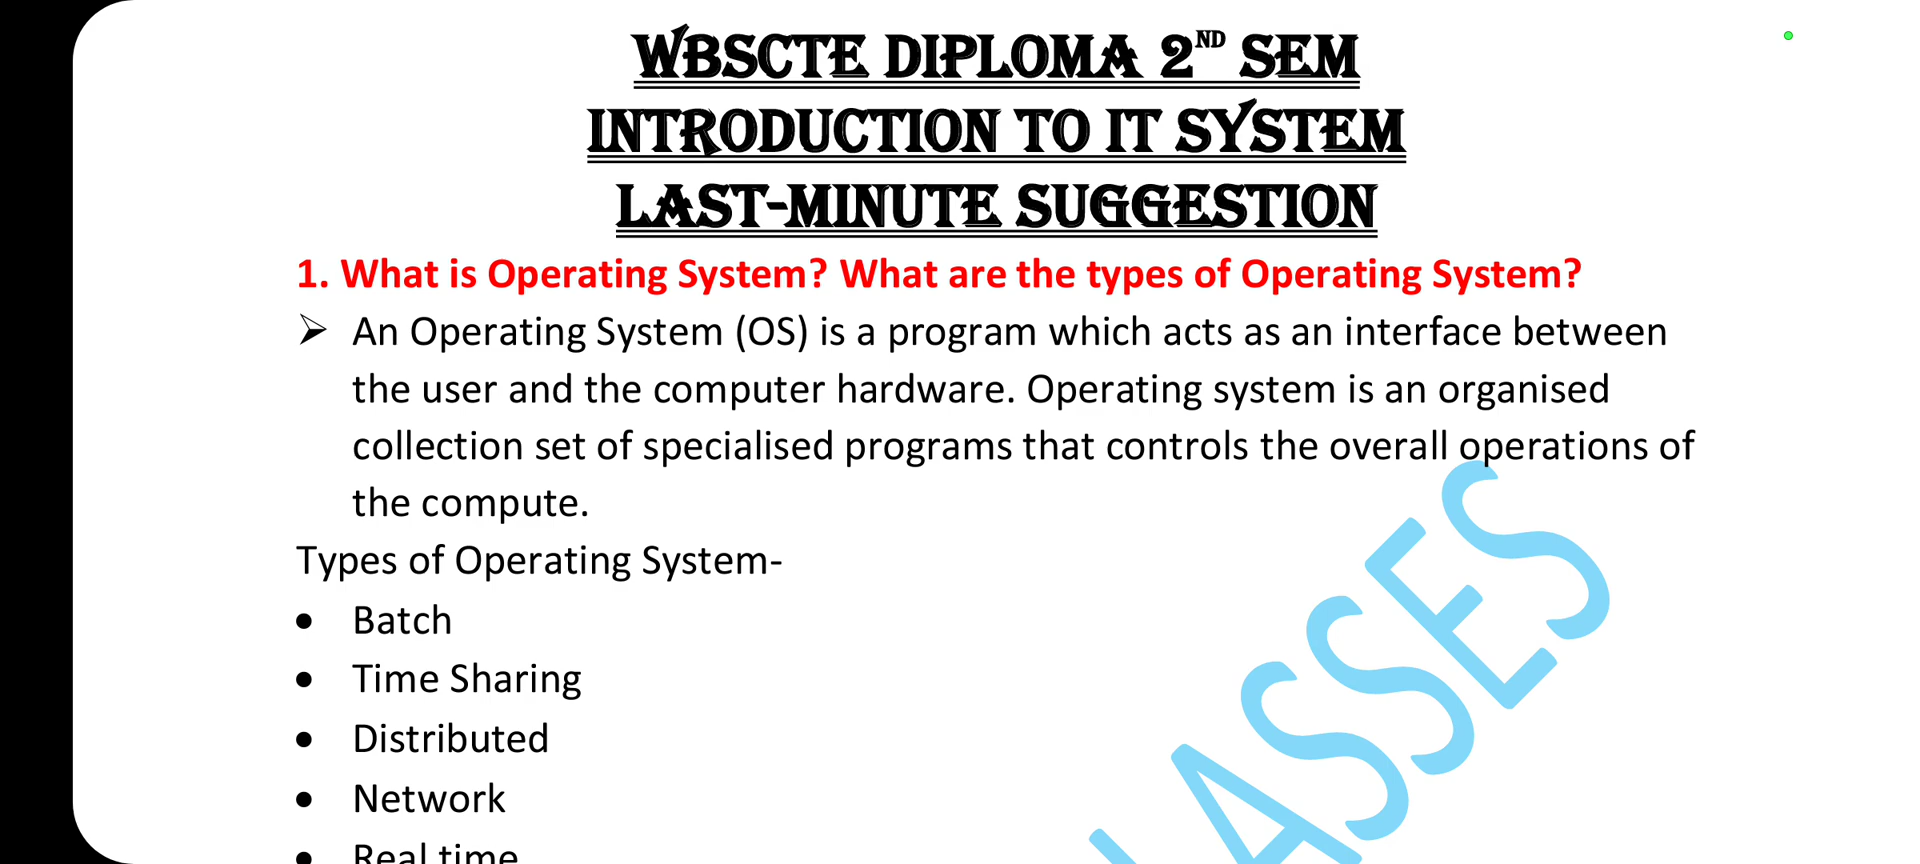 WBSCTE DIPLOMA 2ND SEM
INTRODUCTION TO IT SYSTEM
LAST-MINUTE SUGGESTION
1. What is Operating System? What are the types of Operating System?
➢ An Operating System (OS) is a program which acts as an interface between
the user and the computer hardware. Operating system is an organised
collection set of specialised programs that controls the overall operations of
the compute.
Types of Operating System-
• Batch
• Time Sharing
• Distributed
• Network
• Real time